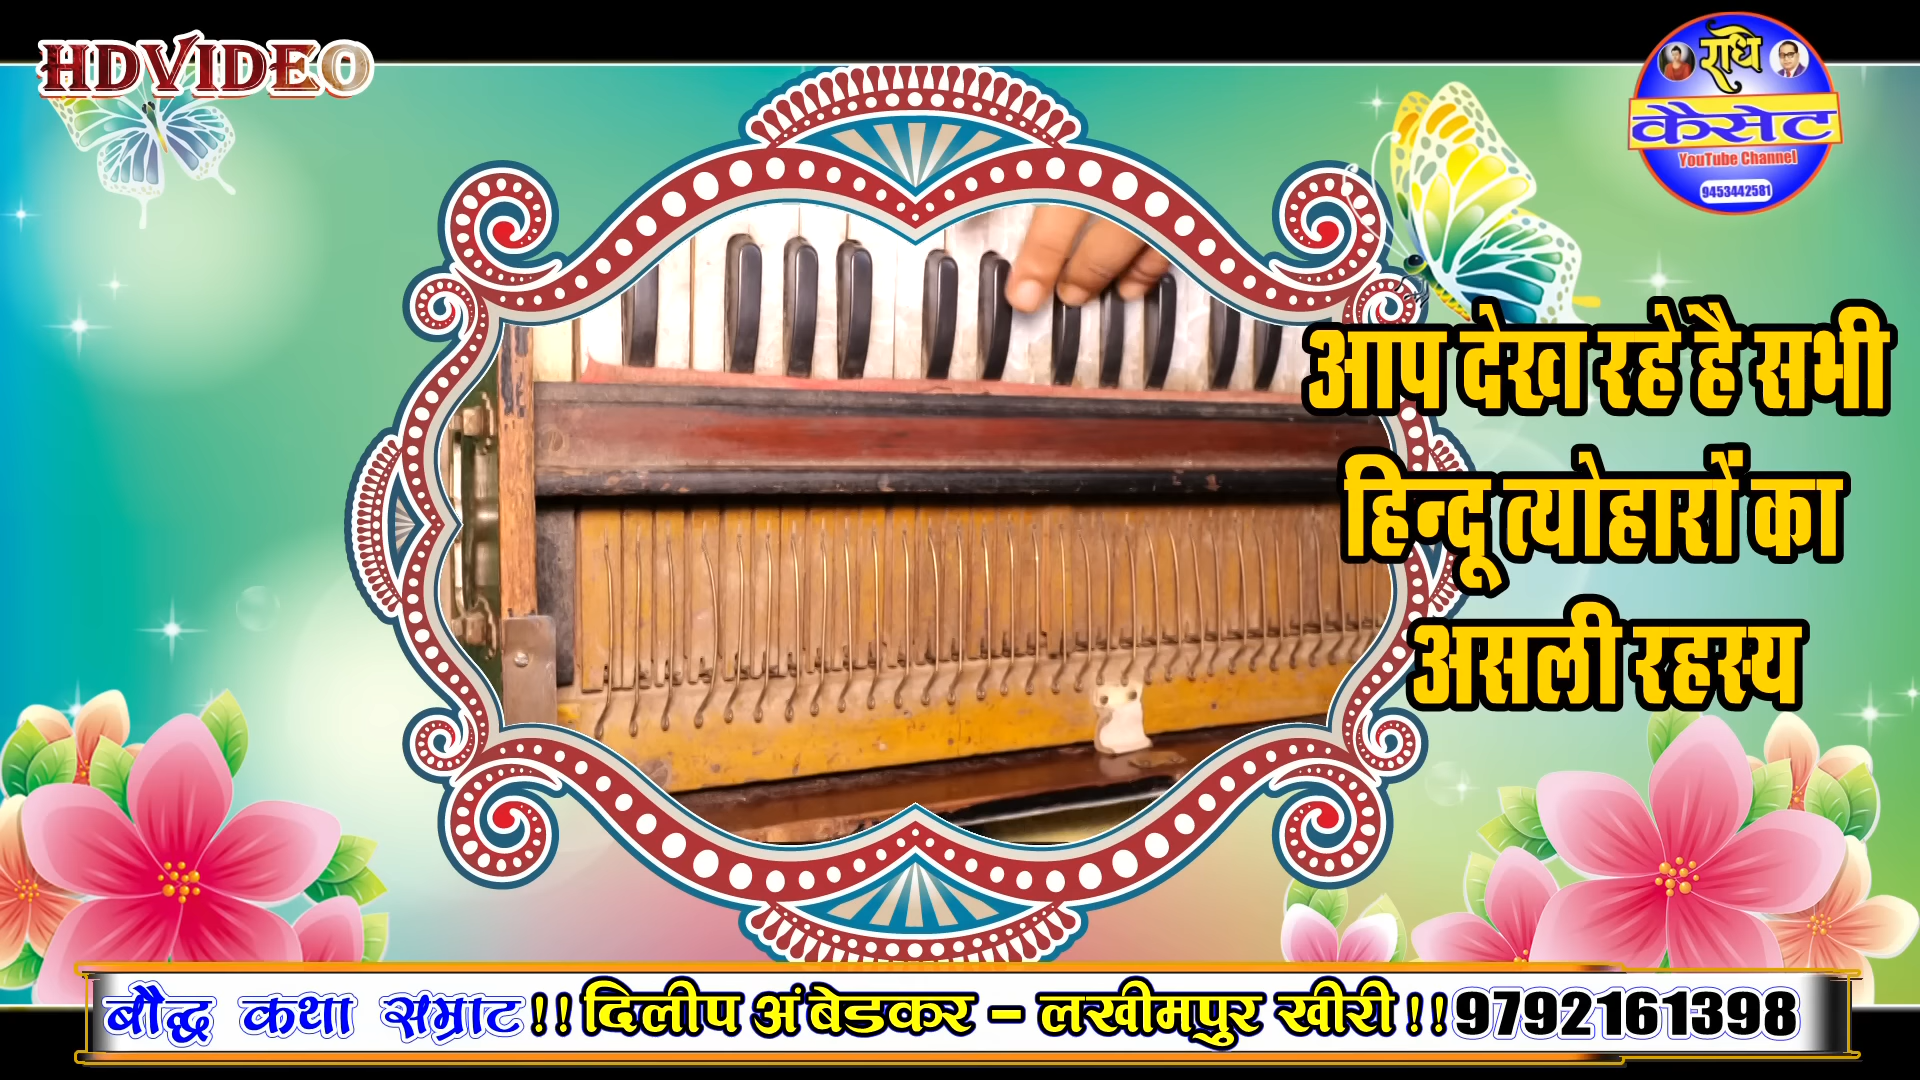 HDVIDEO
राधे
कैसेट
YouTube Channel
9453442581
आप देख रहे है सभी
हिन्दू त्योहारों का
असली रहस्य
बौद्ध कथा सम्राट !! दिलीप अंबेडकर - लखीमपुर खीरी !! 9792161398